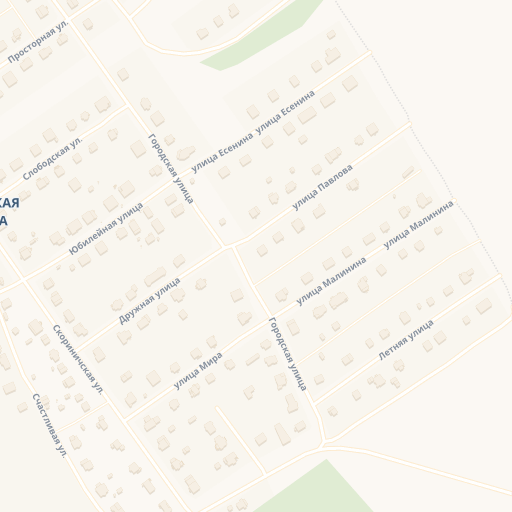 Просторная ул.
Слободская ул.
Городская улица
улица Есенина
улица Есенина
КАЯ
А
Юбилейная улица
улица Павлова
улица Малинина
Дружная улица
улица Малинина
Скориничская ул.
Городская улица
Летняя улица
улица Мира
Счастливая ул.